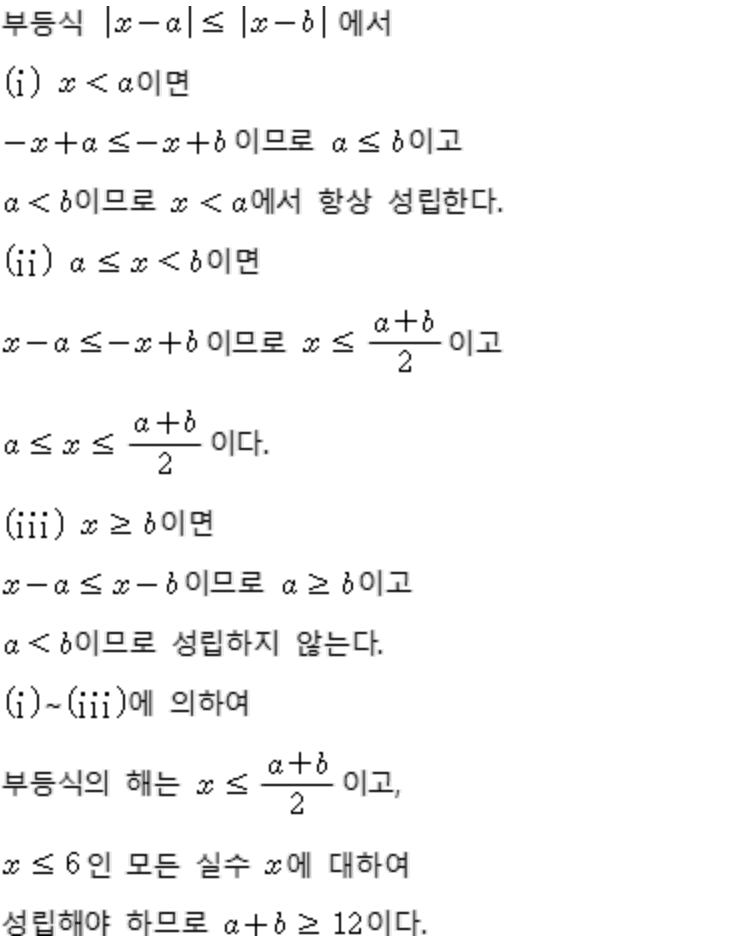 부등식 |x−a| ≤ |x−b| 에서
(i) x < a이면
−x+a ≤ −x+b 이므로 a ≤ b이고
a < b이므로 x < a에서 항상 성립한다.
(ii) a ≤ x < b이면
x−a ≤ −x+b 이므로 x ≤ \frac{a+b}{2} 이고
a ≤ x ≤ \frac{a+b}{2} 이다.
(iii) x ≥ b이면
x−a ≤ x−b이므로 a ≥ b이고
a < b이므로 성립하지 않는다.
(i)~(iii)에 의하여
부등식의 해는 x ≤ \frac{a+b}{2} 이고,
x ≤ 6인 모든 실수 x에 대하여
성립해야 하므로 a+b ≥ 12이다.